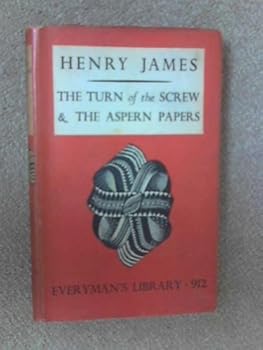 HENRY JAMES
THE TURN of the SCREW
& THE ASPERN PAPERS
EVERYMAN'S LIBRARY · 912